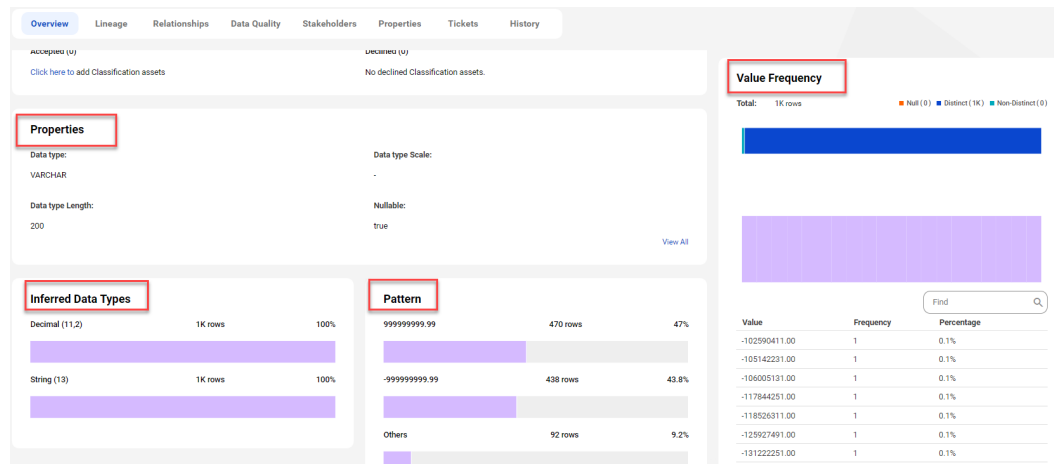 Overview Lineage Relationships Data Quality Stakeholders Properties Tickets History
Accepted (0) Declined (0)
Click here to add Classification assets No declined Classification assets.
Properties
Data type: Data type Scale:
VARCHAR -
Data type Length: Nullable:
200 true
View All
Inferred Data Types
Decimal (11,2) 1K rows 100%
String (13) 1K rows 100%
Pattern
999999999.99 470 rows 47%
-999999999.99 438 rows 43.8%
Others 92 rows 9.2%
Value Frequency
Total: 1K rows Null ( 0 ) Distinct ( 1K ) Non-Distinct ( 0 )
Find
Value Frequency Percentage
-102590411.00 1 0.1%
-105142231.00 1 0.1%
-106005131.00 1 0.1%
-117844251.00 1 0.1%
-118526311.00 1 0.1%
-125927491.00 1 0.1%
-131222251.00 1 0.1%